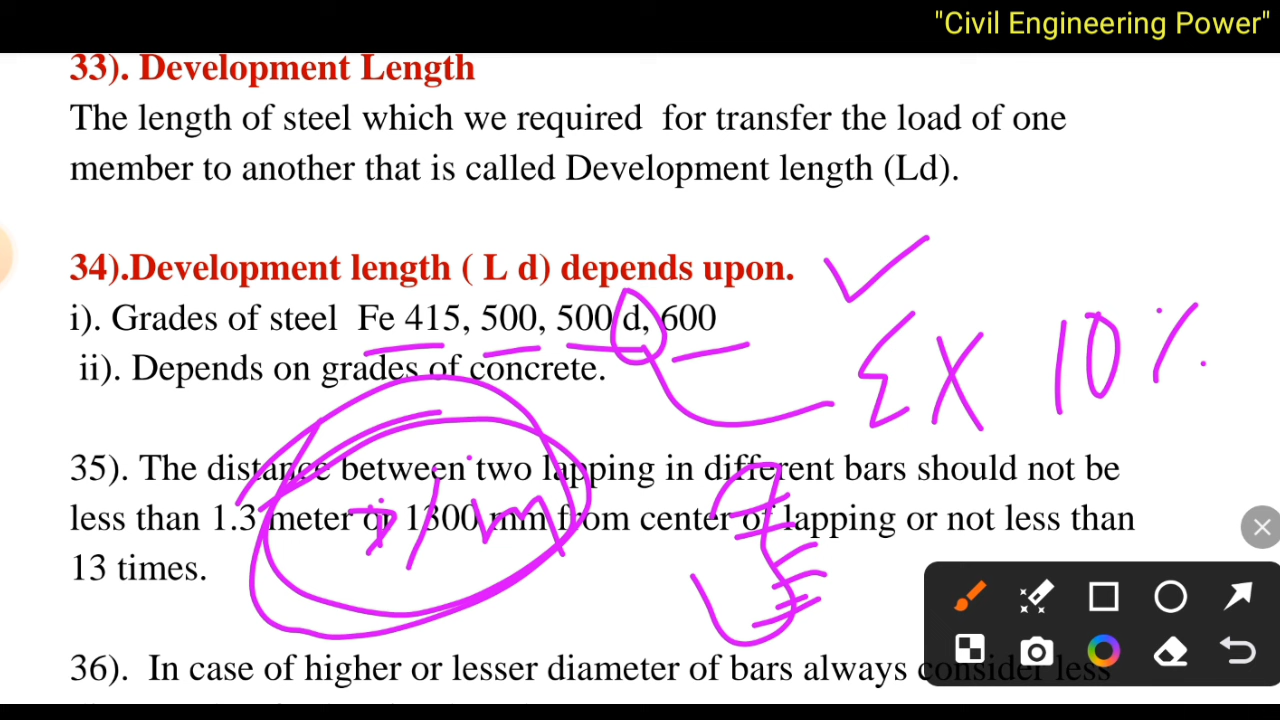 "Civil Engineering Power"
33). Development Length
The length of steel which we required for transfer the load of one
member to another that is called Development length (Ld).
34).Development length ( L d) depends upon.
i). Grades of steel Fe 415, 500, 500 d, 600
EX 10%
ii). Depends on grades of concrete.
35). The distance between two lapping in different bars should not be
less than 1.3 meter or 1300 mm from center of lapping or not less than
13 times.
36). In case of higher or lesser diameter of bars always consider less